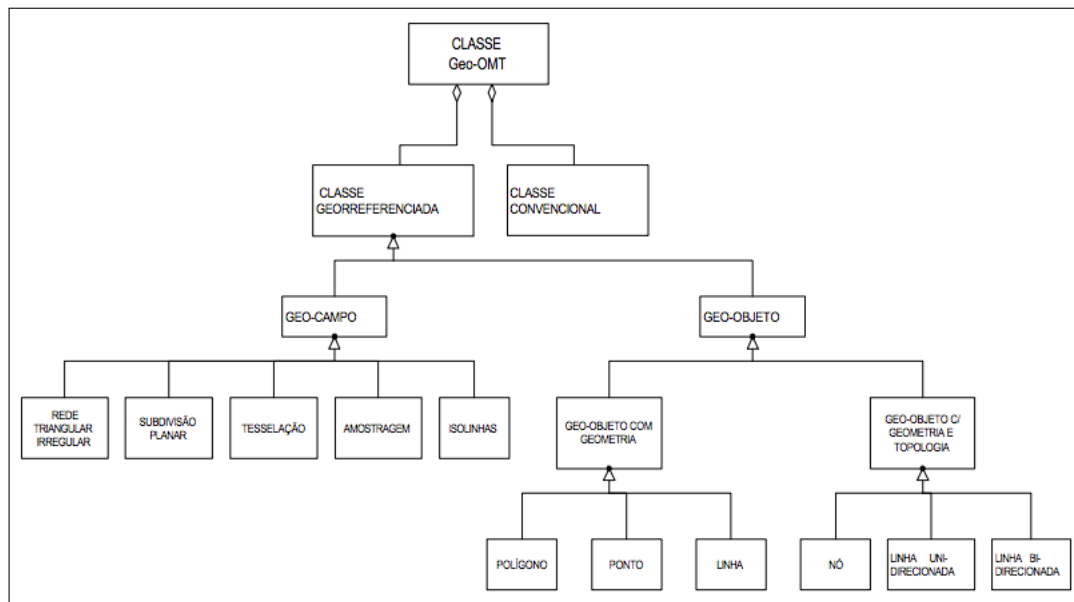 CLASSE
Geo-OMT
CLASSE
GEORREFERENCIADA
CLASSE
CONVENCIONAL
GEO-CAMPO
GEO-OBJETO
REDE
TRIANGULAR
IRREGULAR
SUBDIVISÃO
PLANAR
TESSELAÇÃO
AMOSTRAGEM
ISOLINHAS
GEO-OBJETO COM
GEOMETRIA
GEO-OBJETO C/
GEOMETRIA E
TOPOLOGIA
POLÍGONO
PONTO
LINHA
NÓ
LINHA UNI-
DIRECIONADA
LINHA BI-
DIRECIONADA